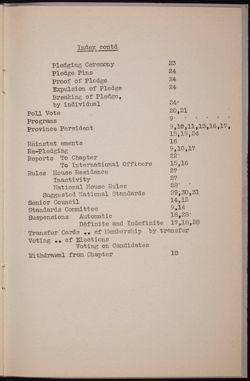 Index contd
Pledging Ceremony 23
Pledge Pins 24
Proof of Pledge 24
Expulsion of Pledge 24
Breaking of Pledge,
by individual 24
Poll Vote 20,21
Programs 9
Province Persident 9,10,11,15,16,17,
18,19,24
Reinstatements 18
Re-Pledging 9,10,17
Reports To Chapter 22
To International Officers 15,16
Rules House Residence 27
Inactivity 27
National House Rules 28
Suggested National Standards 29,30,31
Senior Council 14,15
Standards Committee 9,14
Suspensions Automatic 18,28
Definite and Indefinite 17,18,28
Transfer Cards .. of Membership by transfer
Voting .. of Elections
Voting on Candidates
Withdrawal from Chapter 18